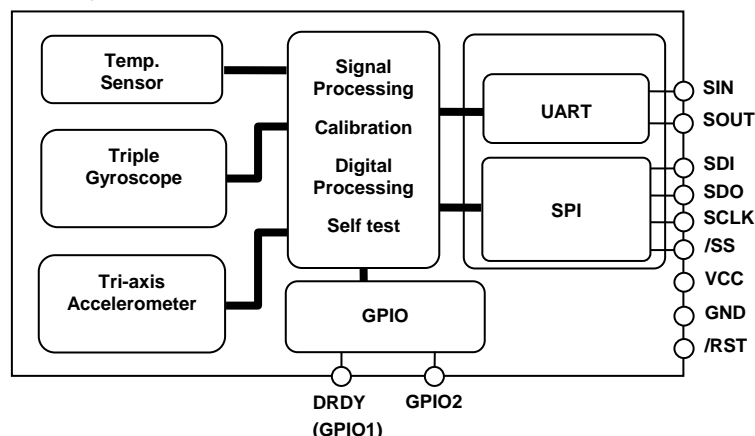 Temp.
Sensor
Triple
Gyroscope
Tri-axis
Accelerometer
Signal
Processing
Calibration
Digital
Processing
Self test
GPIO
UART
SPI
SIN
SOUT
SDI
SDO
SCLK
/SS
VCC
GND
/RST
DRDY
(GPIO1)
GPIO2